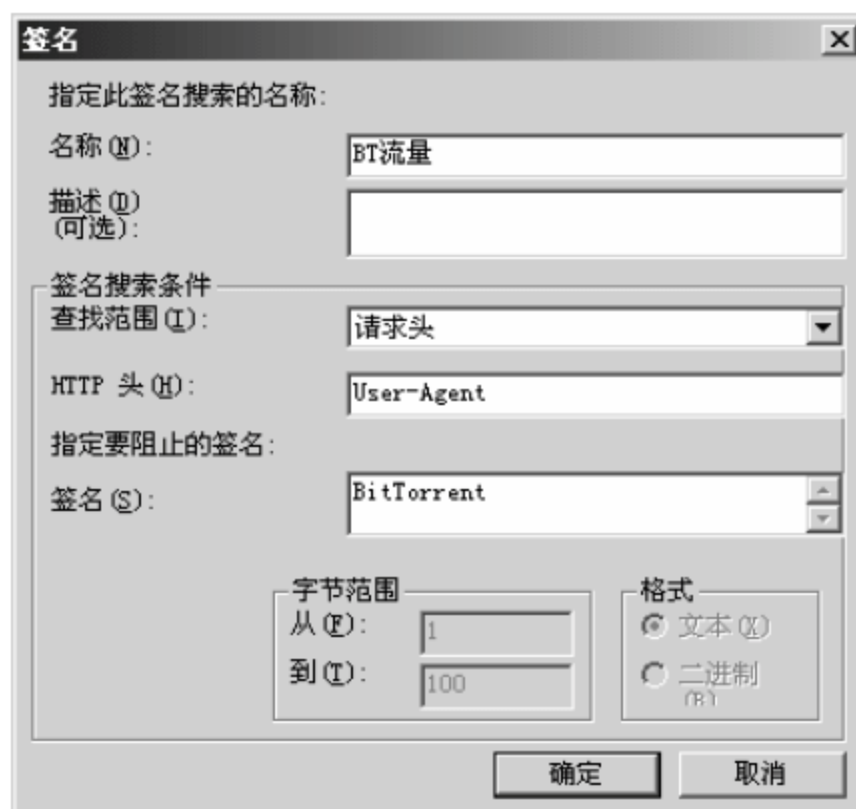 签名
指定此签名搜索的名称:
名称(N): BT流量
描述(D)
(可选):
签名搜索条件
查找范围(I): 请求头
HTTP 头(H): User-Agent
指定要阻止的签名:
签名(S): BitTorrent
字节范围 格式
从(F): 1 文本(X)
到(T): 100 二进制
(B)
确定 取消